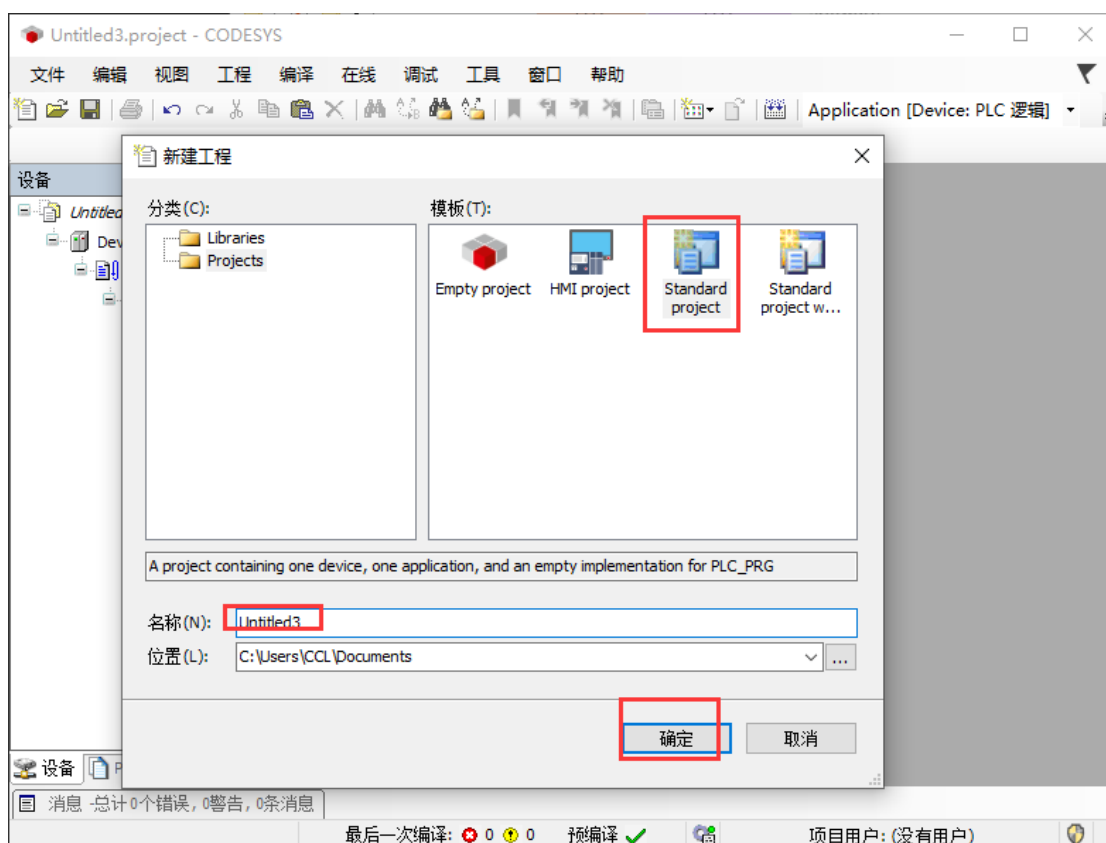 Untitled3.project - CODESYS
文件 编辑 视图 工程 编译 在线 调试 工具 窗口 帮助
Application [Device: PLC 逻辑]
新建工程
设备
Untitled
Dev
分类(C):
Libraries
Projects
模板(T):
Empty project
HMI project
Standard
project
Standard
project w...
A project containing one device, one application, and an empty implementation for PLC_PRG
名称(N): Untitled3
位置(L): C:\Users\CCL\Documents
...
确定 取消
设备 P
消息 -总计0个错误, 0警告, 0条消息
最后一次编译: 0 0 预编译 项目用户: (没有用户)